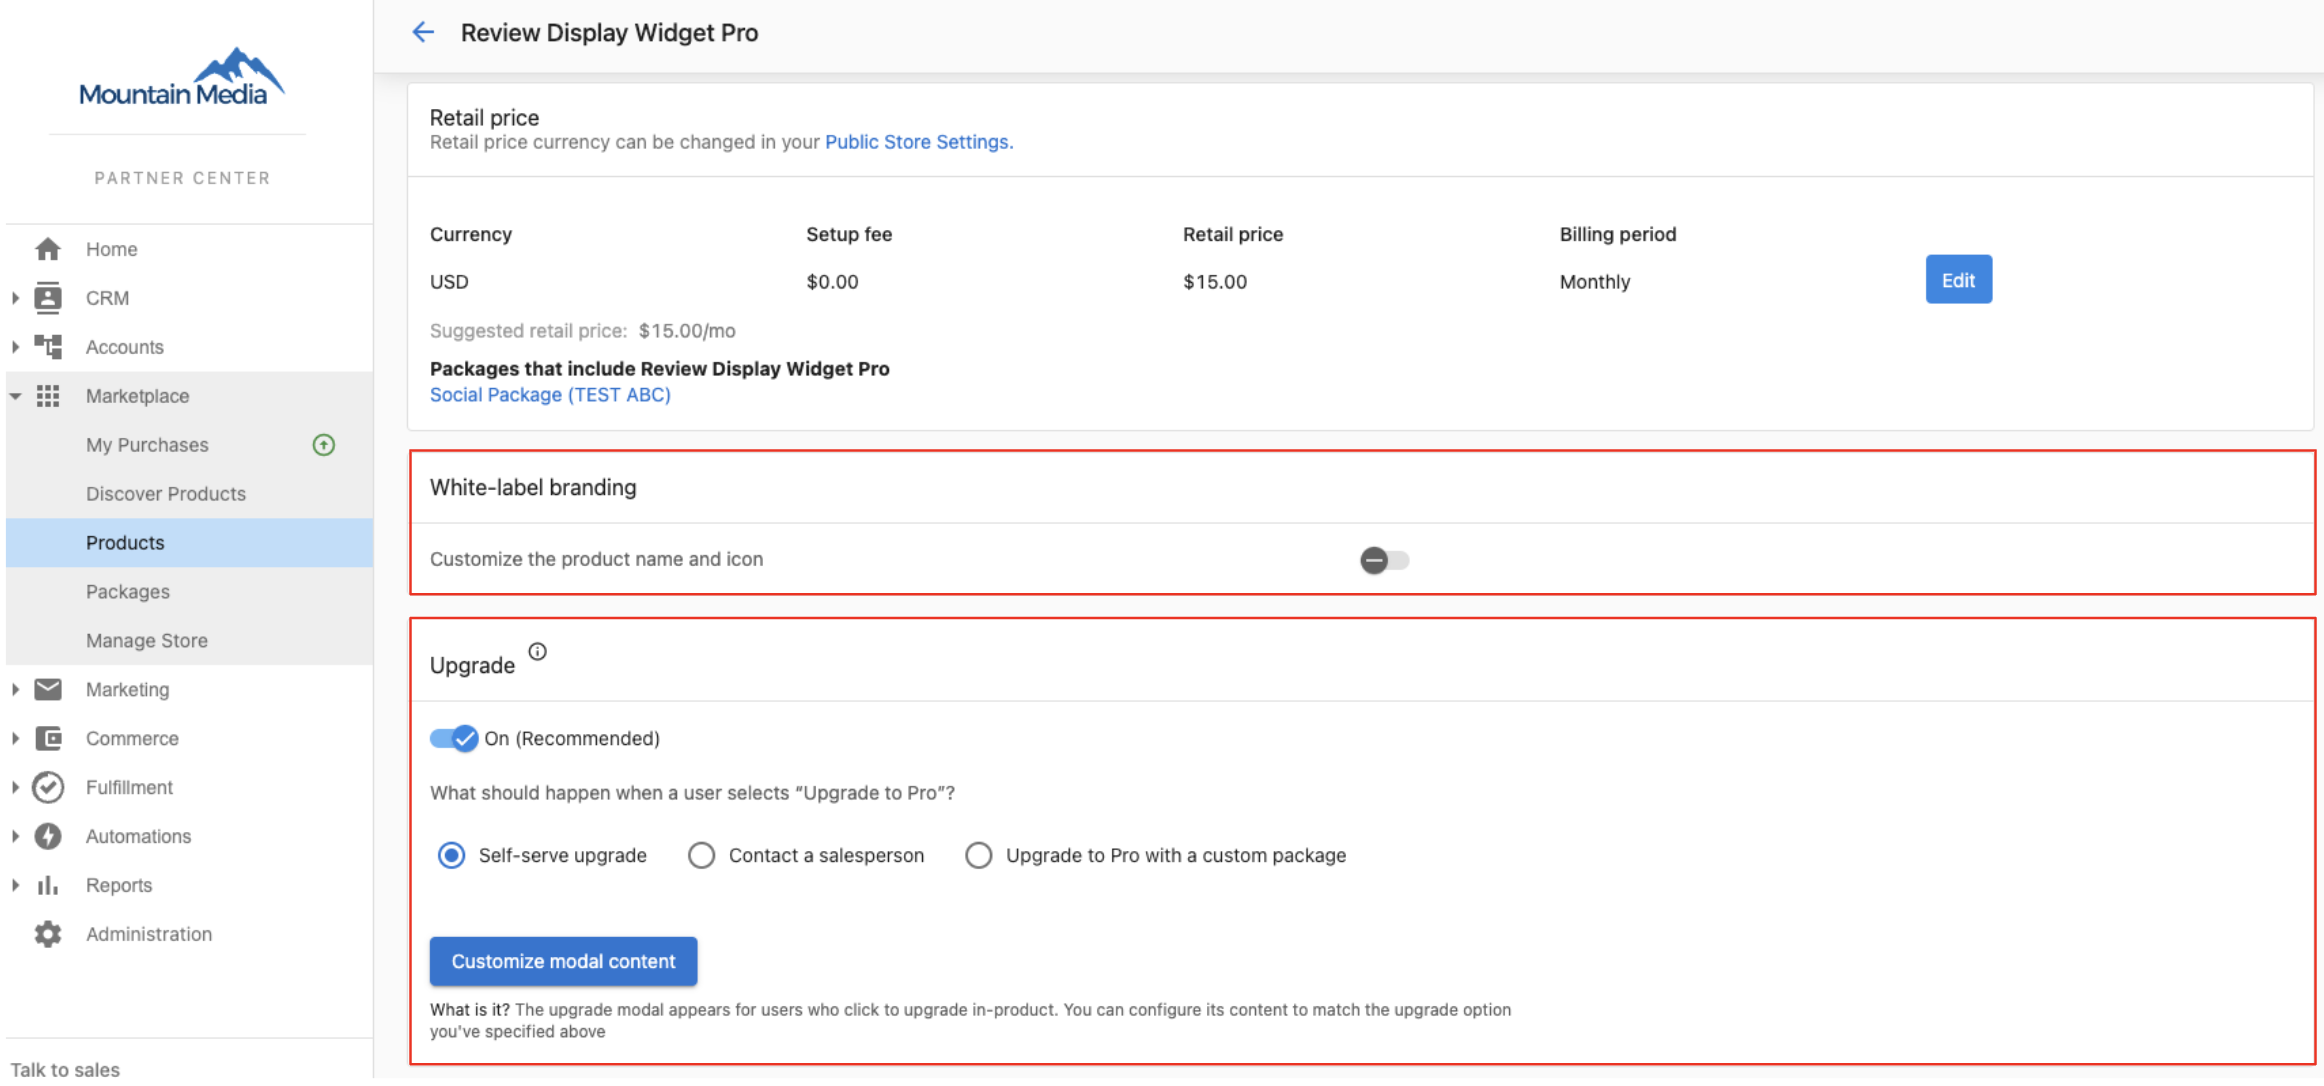 Mountain Media
PARTNER CENTER
Home
CRM
Accounts
Marketplace
My Purchases
Discover Products
Products
Packages
Manage Store
Marketing
Commerce
Fulfillment
Automations
Reports
Administration
Talk to sales
Review Display Widget Pro
Retail price
Retail price currency can be changed in your Public Store Settings.
Currency Setup fee Retail price Billing period
USD $0.00 $15.00 Monthly Edit
Suggested retail price: $15.00/mo
Packages that include Review Display Widget Pro
Social Package (TEST ABC)
White-label branding
Customize the product name and icon
Upgrade
On (Recommended)
What should happen when a user selects “Upgrade to Pro”?
Self-serve upgrade Contact a salesperson Upgrade to Pro with a custom package
Customize modal content
What is it? The upgrade modal appears for users who click to upgrade in-product. You can configure its content to match the upgrade option
you've specified above